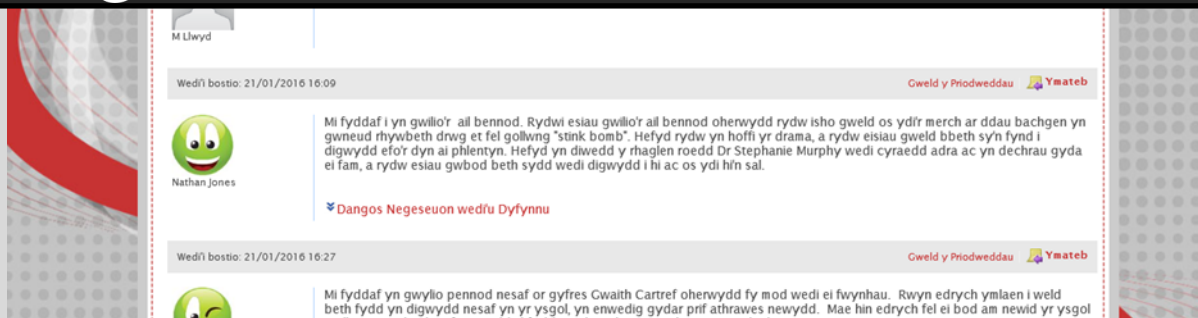 M Llwyd
Wedi'i bostio: 21/01/2016 16:09 Gweld y Priodweddau Ymateb
Mi fyddaf i yn gwilio'r ail bennod. Rydwi esiau gwilio'r ail bennod oherwydd rydw isho gweld os ydi'r merch ar ddau bachgen yn
gwneud rhywbeth drwg et fel gollwng "stink bomb". Hefyd rydw yn hoffi yr drama, a rydw eisiau gweld bbeth sy'n fynd i
digwydd efo'r dyn ai phlentyn. Hefyd yn diwedd y rhaglen roedd Dr Stephanie Murphy wedi cyraedd adra ac yn dechrau gyda
ei fam, a rydw esiau gwbod beth sydd wedi digwydd i hi ac os ydi hi'n sal.
Nathan Jones
Dangos Negeseuon wedi'u Dyfynnu
Wedi'i bostio: 21/01/2016 16:27 Gweld y Priodweddau Ymateb
Mi fyddaf yn gwylio pennod nesaf or gyfres Gwaith Cartref oherwydd fy mod wedi ei fwynhau. Rwyn edrych ymlaen i weld
beth fydd yn digwydd nesaf yn yr ysgol, yn enwedig gydar prif athrawes newydd. Mae hin edrych fel ei bod am newid yr ysgol